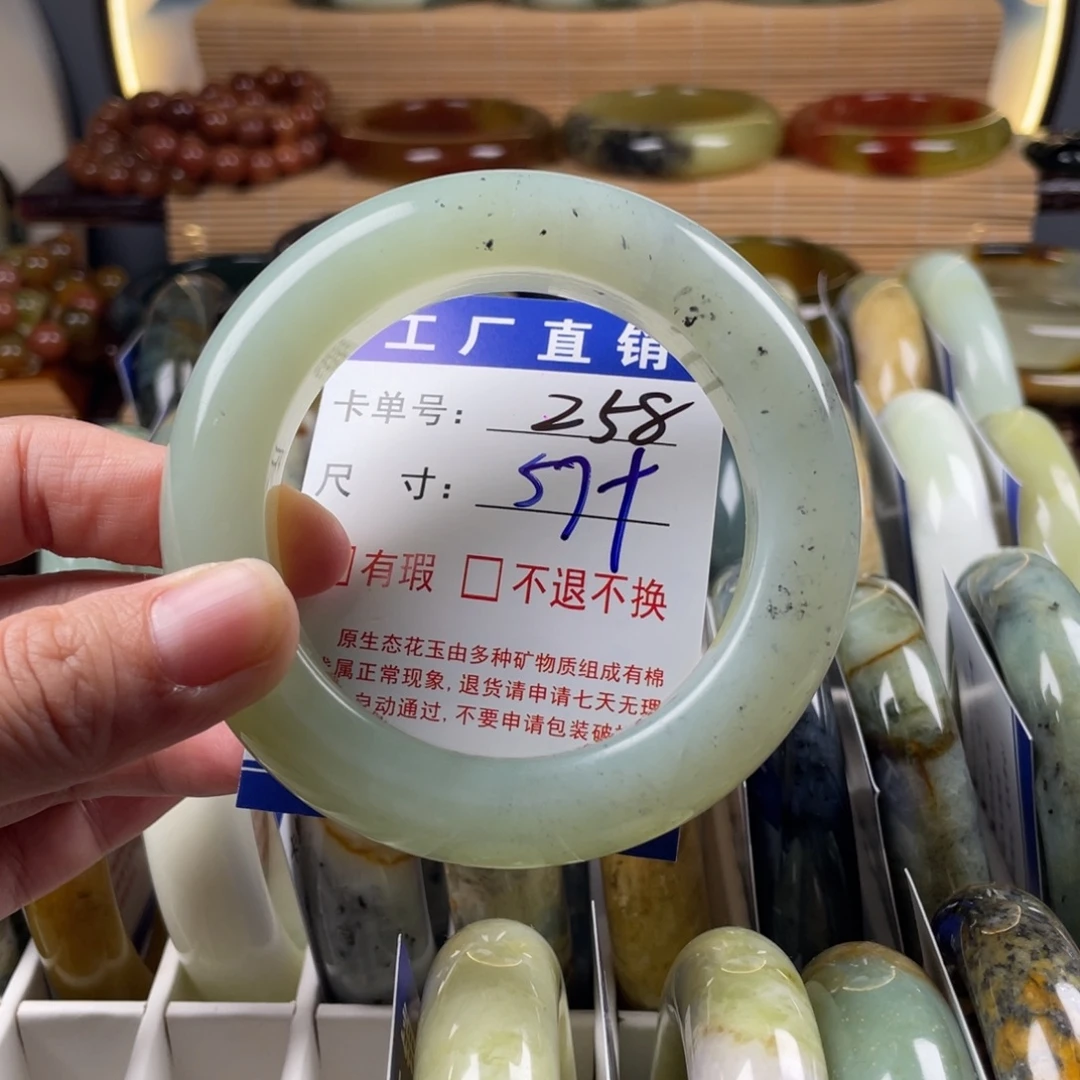 工厂直销
卡单号： 258
尺 寸： 57+
□有瑕 □不退不换
原生态花玉由多种矿物质组成有棉
属正常现象,退货请申请七天无理
自动通过,不要申请包装破